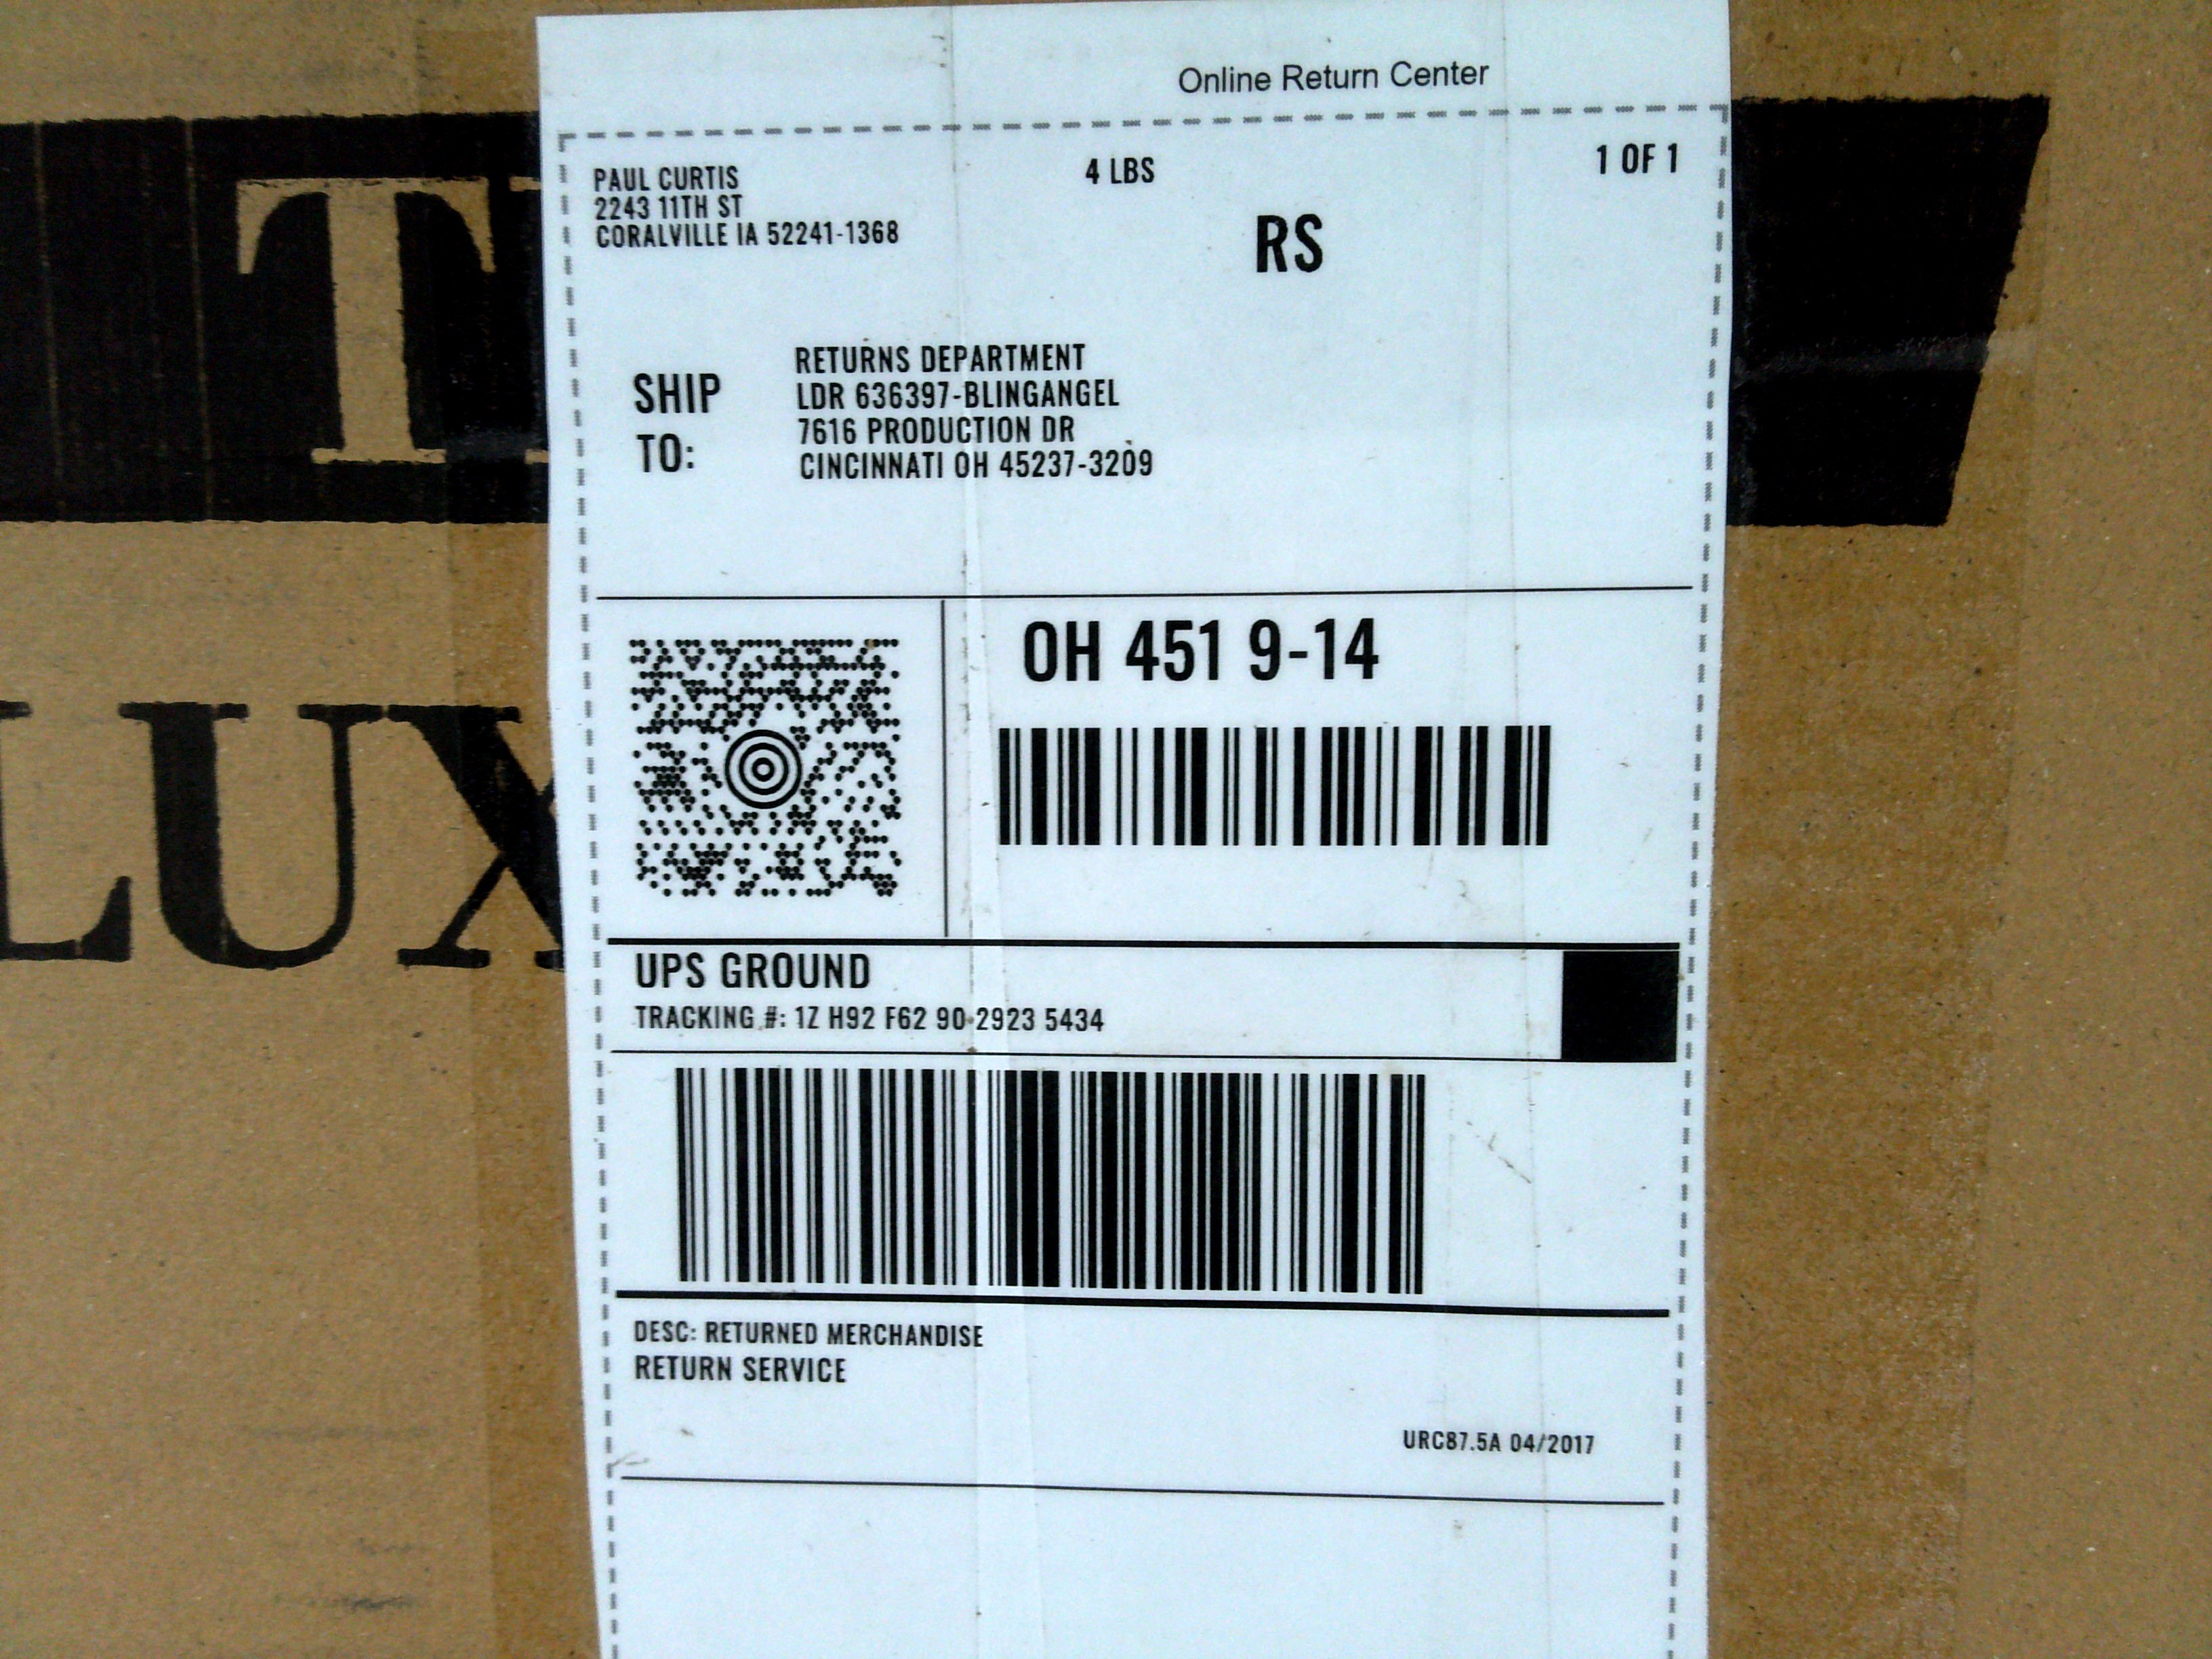 Online Return Center
PAUL CURTIS
2243 11TH ST
CORALVILLE IA 52241-1368
4 LBS
1 OF 1
RS
SHIP
TO:
RETURNS DEPARTMENT
LDR 636397-BLINGANGEL
7616 PRODUCTION DR
CINCINNATI OH 45237-3209
OH 451 9-14
UPS GROUND
TRACKING #: 1Z H92 F62 90 2923 5434
DESC: RETURNED MERCHANDISE
RETURN SERVICE
URC87.5A 04/2017
T
LUX